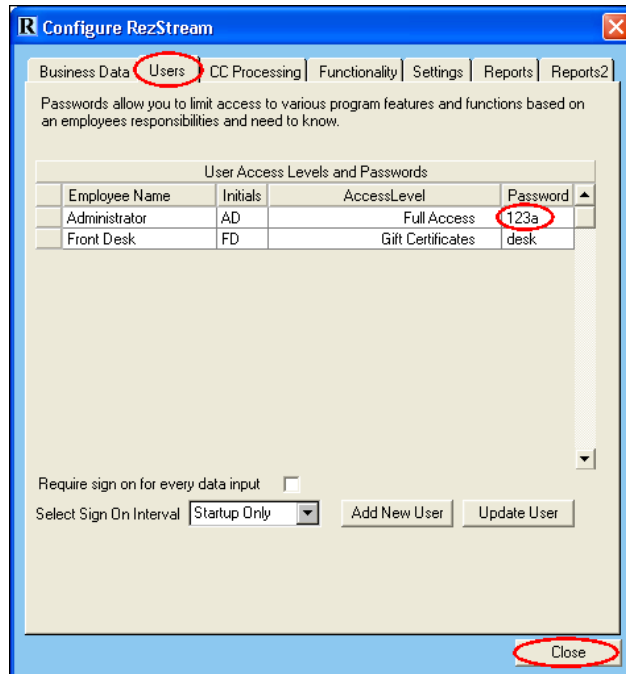 R Configure RezStream
Business Data Users CC Processing Functionality Settings Reports Reports2
Passwords allow you to limit access to various program features and functions based on
an employees responsibilities and need to know.
User Access Levels and Passwords
Employee Name Initials AccessLevel Password
Administrator AD Full Access 123a
Front Desk FD Gift Certificates desk
Require sign on for every data input
Select Sign On Interval Startup Only Add New User Update User
Close